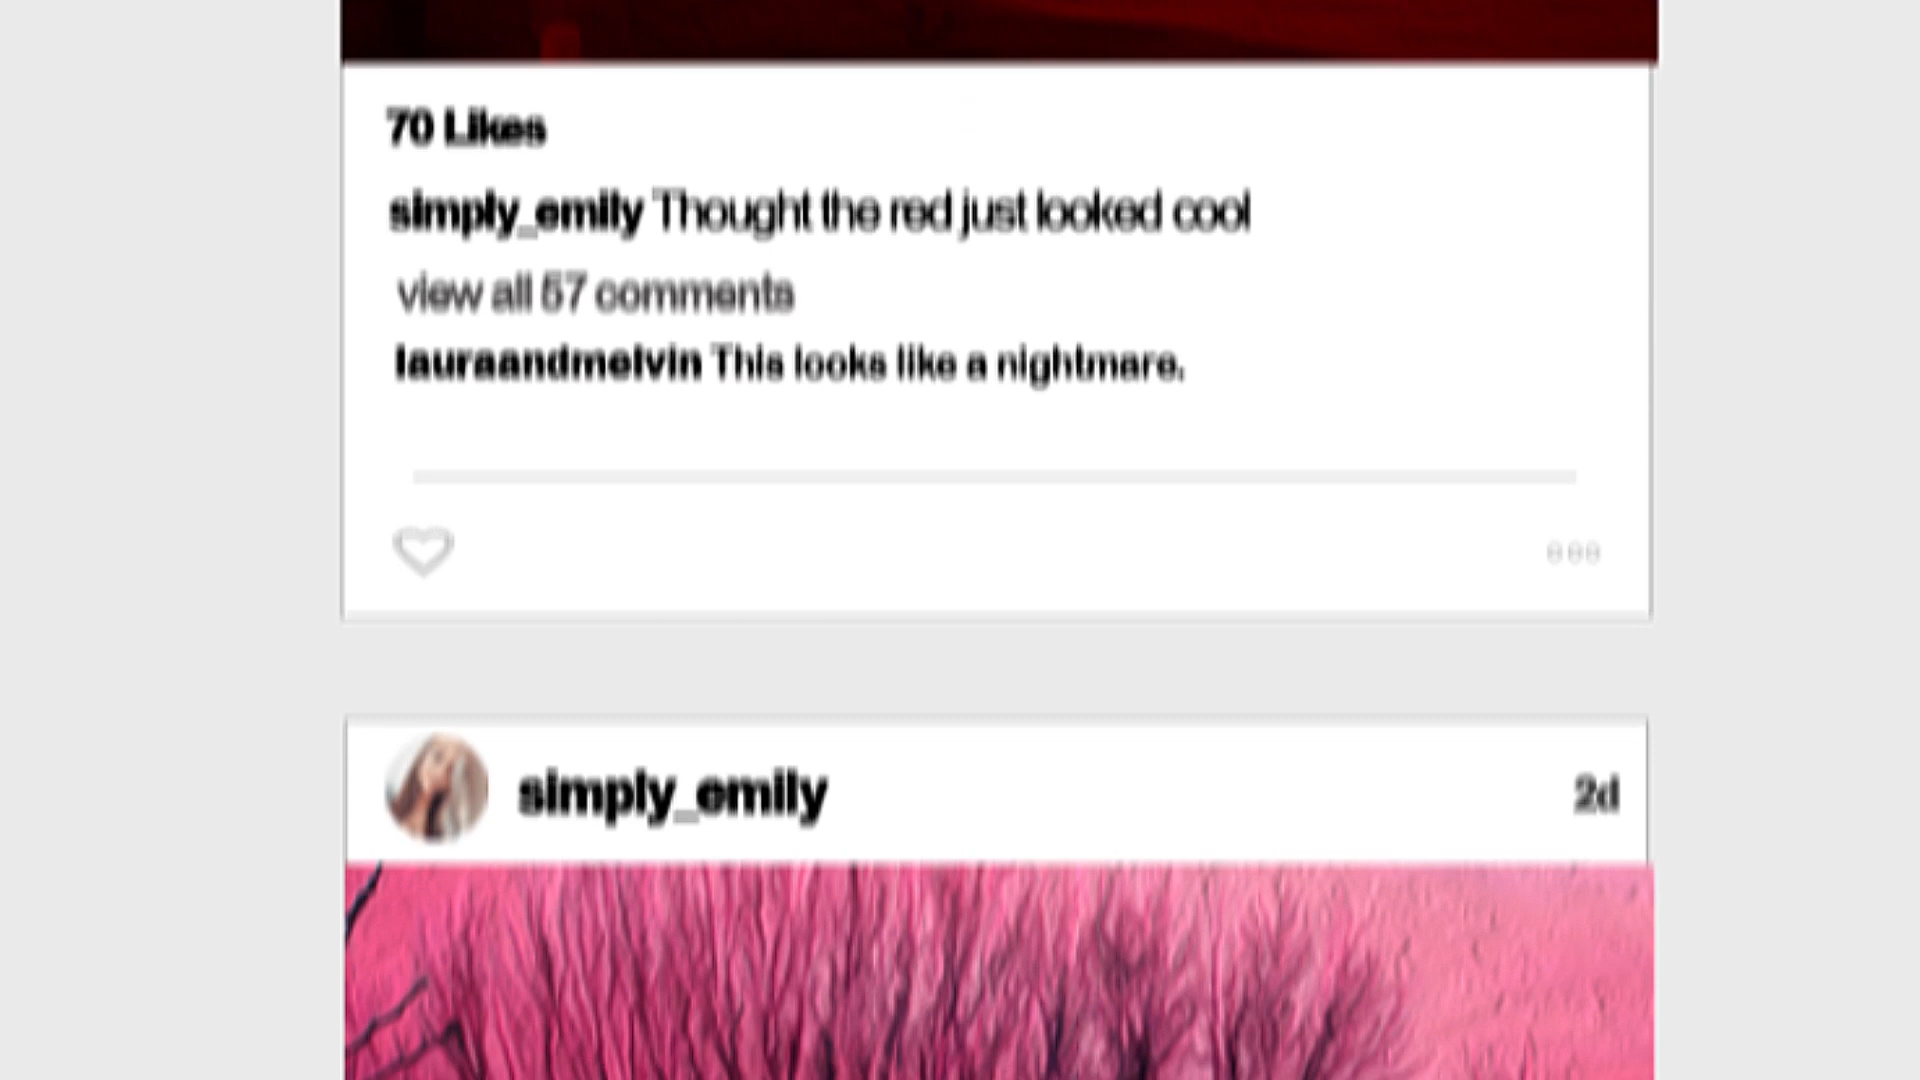 70 Likes
simply_emily Thought the red just looked cool
view all 57 comments
lauraandmelvin This looks like a nightmare.
simply_emily 2d